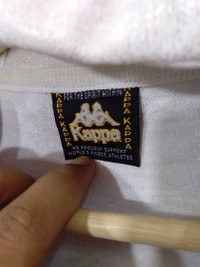 FOR THE SPIRIT WITHIN
KAPPA KAPPA
KAPPA KAPPA
Kappa
WE PROUDLY SUPPORT
WORLD'S FINEST ATHLETES